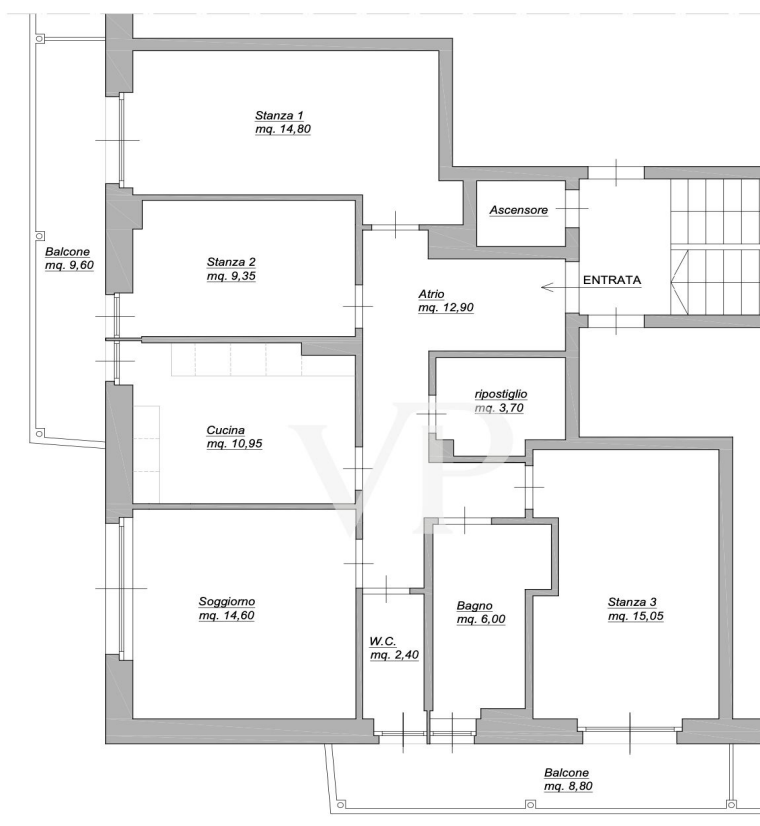 Stanza 1
mq. 14,80
Ascensore
Balcone
mq. 9,60
Stanza 2
mq. 9,35
ENTRATA
Atrio
mq. 12,90
ripostiglio
mq. 3,70
Cucina
mq. 10,95
VP
Soggiorno
mq. 14,60
Bagno
mq. 6,00
Stanza 3
mq. 15,05
W.C.
mq. 2,40
Balcone
mq. 8,80